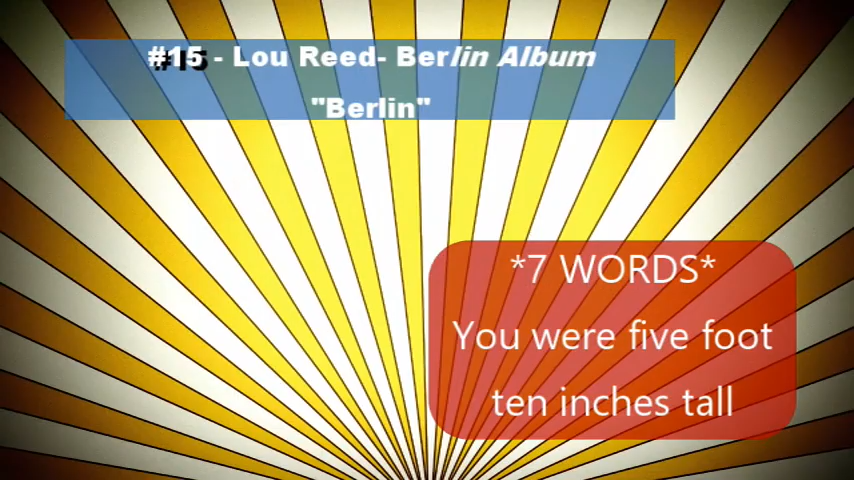 #15 - Lou Reed- Berlin Album
"Berlin"
*7 WORDS*
You were five foot
ten inches tall